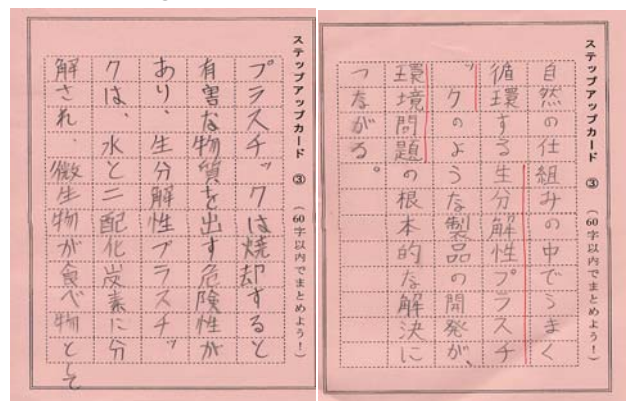 ステップアップカード ③ (60字以内でまとめよう!)
プラスチックは焼却すると
有害な物質を出す危険性が
あり、生分解性プラスチッ
クは、水と二配化炭素に分
解され、微生物が食べ物として
ステップアップカード ③ (60字以内でまとめよう!)
自然の仕組みの中でうまく
循環する生分解性プラスチ
ックのような製品の開発が、
環境問題の根本的な解決に
つながる。